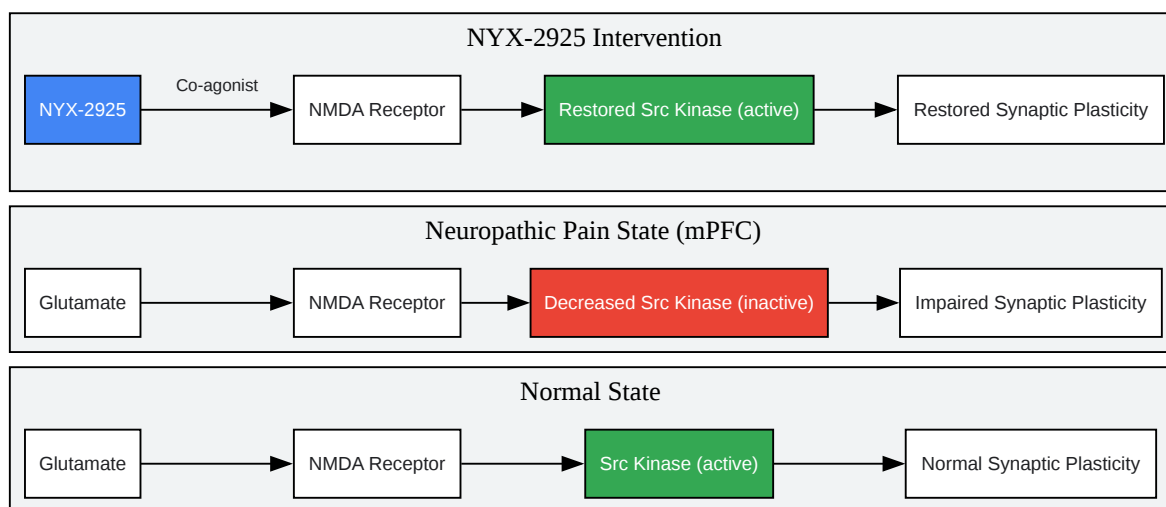 NYX-2925 Intervention
NYX-2925
Co-agonist
NMDA Receptor
Restored Src Kinase (active)
Restored Synaptic Plasticity
Neuropathic Pain State (mPFC)
Glutamate
NMDA Receptor
Decreased Src Kinase (inactive)
Impaired Synaptic Plasticity
Normal State
Glutamate
NMDA Receptor
Src Kinase (active)
Normal Synaptic Plasticity